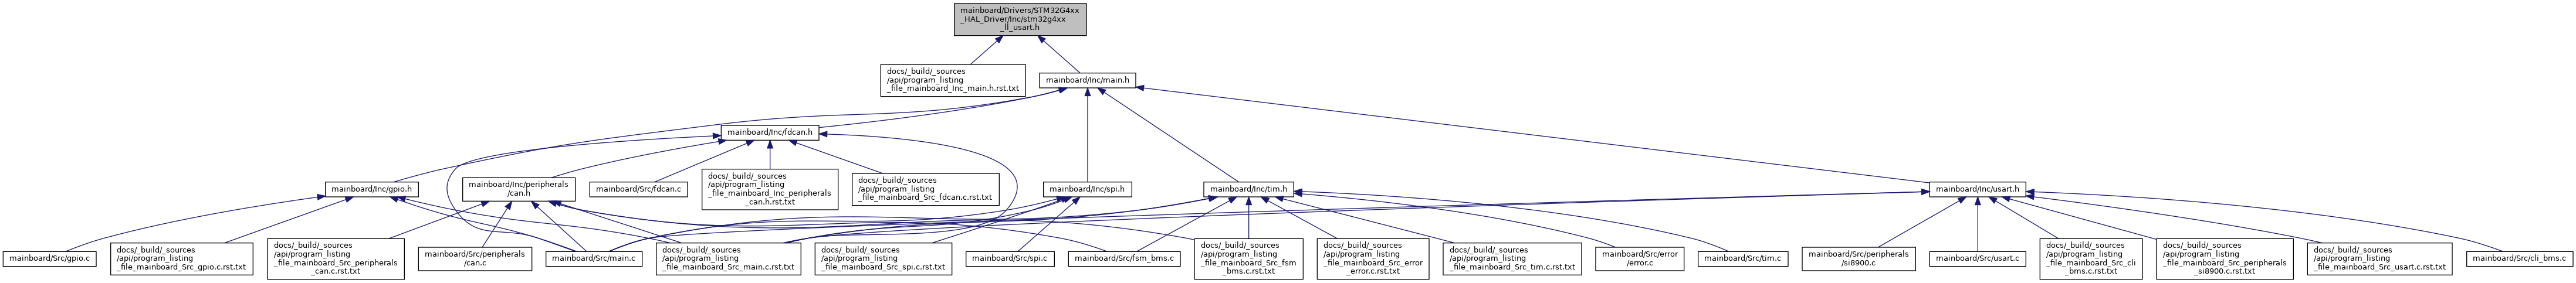 mainboard/Drivers/STM32G4xx
_HAL_Driver/Inc/stm32g4xx
_ll_usart.h
docs/_build/_sources
/api/program_listing
_file_mainboard_Inc_main.h.rst.txt
mainboard/Inc/main.h
mainboard/Inc/fdcan.h
mainboard/Inc/gpio.h
mainboard/Inc/peripherals
/can.h
mainboard/Src/fdcan.c
docs/_build/_sources
/api/program_listing
_file_mainboard_Inc_peripherals
_can.h.rst.txt
docs/_build/_sources
/api/program_listing
_file_mainboard_Src_fdcan.c.rst.txt
mainboard/Inc/spi.h
mainboard/Inc/tim.h
mainboard/Inc/usart.h
mainboard/Src/gpio.c
docs/_build/_sources
/api/program_listing
_file_mainboard_Src_gpio.c.rst.txt
docs/_build/_sources
/api/program_listing
_file_mainboard_Src_peripherals
_can.c.rst.txt
mainboard/Src/peripherals
/can.c
mainboard/Src/main.c
docs/_build/_sources
/api/program_listing
_file_mainboard_Src_main.c.rst.txt
docs/_build/_sources
/api/program_listing
_file_mainboard_Src_spi.c.rst.txt
mainboard/Src/spi.c
mainboard/Src/fsm_bms.c
docs/_build/_sources
/api/program_listing
_file_mainboard_Src_fsm
_bms.c.rst.txt
docs/_build/_sources
/api/program_listing
_file_mainboard_Src_error
_error.c.rst.txt
docs/_build/_sources
/api/program_listing
_file_mainboard_Src_tim.c.rst.txt
mainboard/Src/error
/error.c
mainboard/Src/tim.c
mainboard/Src/peripherals
/si8900.c
mainboard/Src/usart.c
docs/_build/_sources
/api/program_listing
_file_mainboard_Src_cli
_bms.c.rst.txt
docs/_build/_sources
/api/program_listing
_file_mainboard_Src_peripherals
_si8900.c.rst.txt
docs/_build/_sources
/api/program_listing
_file_mainboard_Src_usart.c.rst.txt
mainboard/Src/cli_bms.c